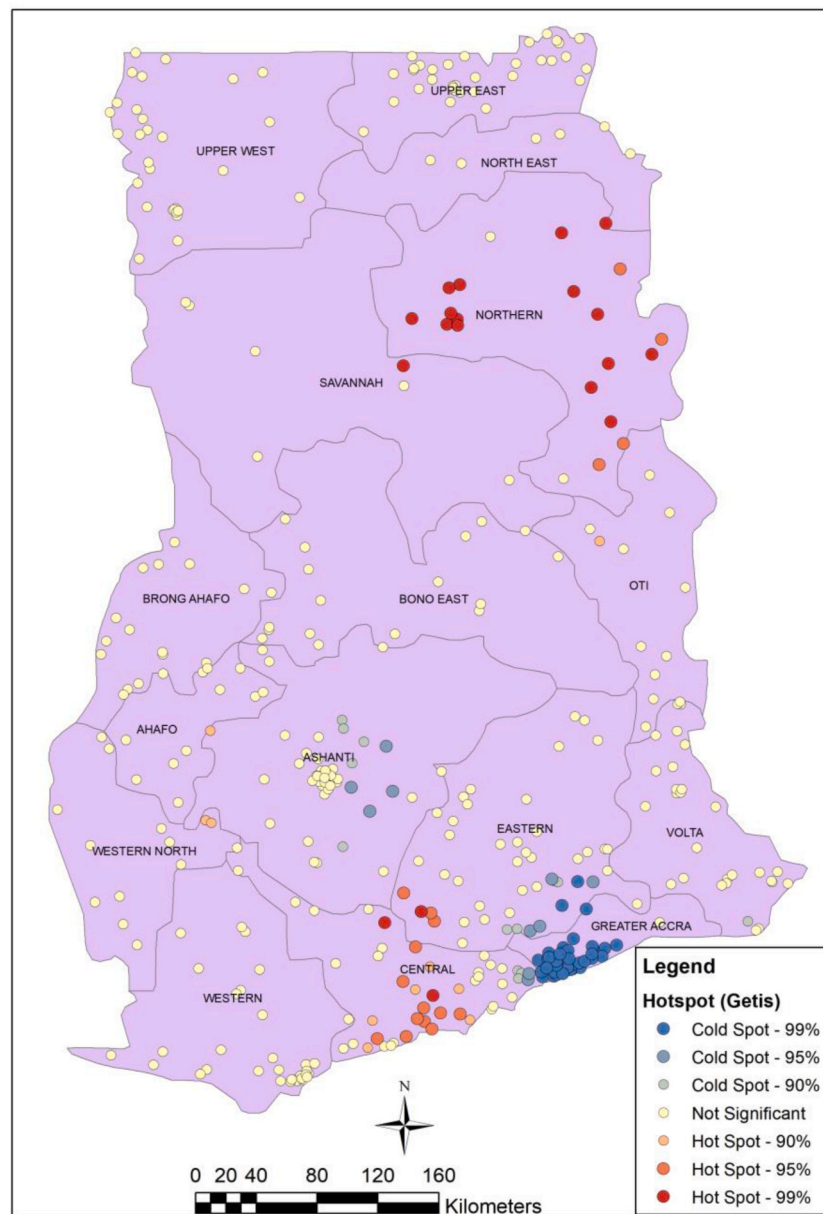 UPPER EAST
UPPER WEST
NORTH EAST
NORTHERN
SAVANNAH
OTI
BRONG AHAFO
BONO EAST
AHAFO
ASHANTI
EASTERN
VOLTA
WESTERN NORTH
GREATER ACCRA
CENTRAL
WESTERN
Legend
Hotspot (Getis)
Cold Spot - 99%
Cold Spot - 95%
Cold Spot - 90%
Not Significant
Hot Spot - 90%
Hot Spot - 95%
Hot Spot - 99%
N
0 20 40 80 120 160
Kilometers